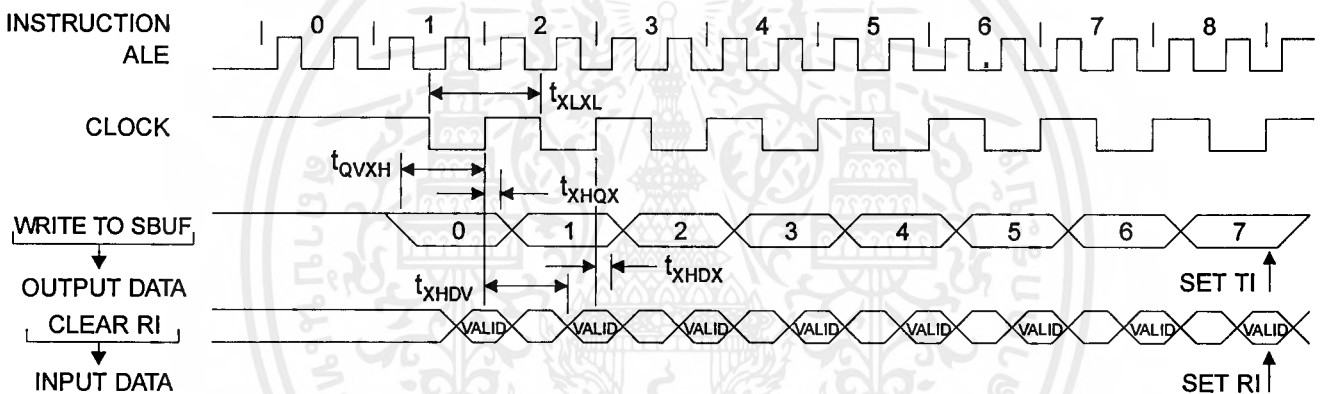 INSTRUCTION 0 1 2 3 4 5 6 7 8
ALE
tXLXL
CLOCK
tQVXH
tXHQX
WRITE TO SBUF 0 1 2 3 4 5 6 7
tXHDX
OUTPUT DATA
tXHDV
SET TI
CLEAR RI VALID VALID VALID VALID VALID VALID VALID VALID
INPUT DATA
SET RI